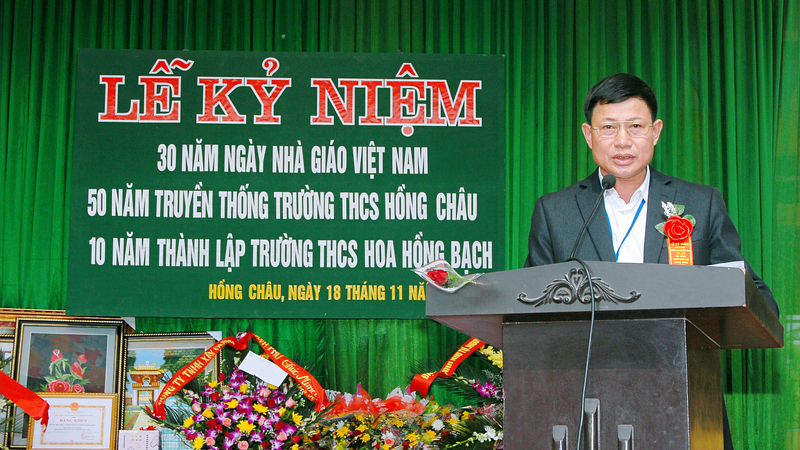 LỄ KỶ NIỆM
30 NĂM NGÀY NHÀ GIÁO VIỆT NAM
50 NĂM TRUYỀN THỐNG TRƯỜNG THCS HỒNG CHÂU
10 NĂM THÀNH LẬP TRƯỜNG THCS HOA HỒNG BẠCH
HỒNG CHÂU, NGÀY 18 THÁNG 11